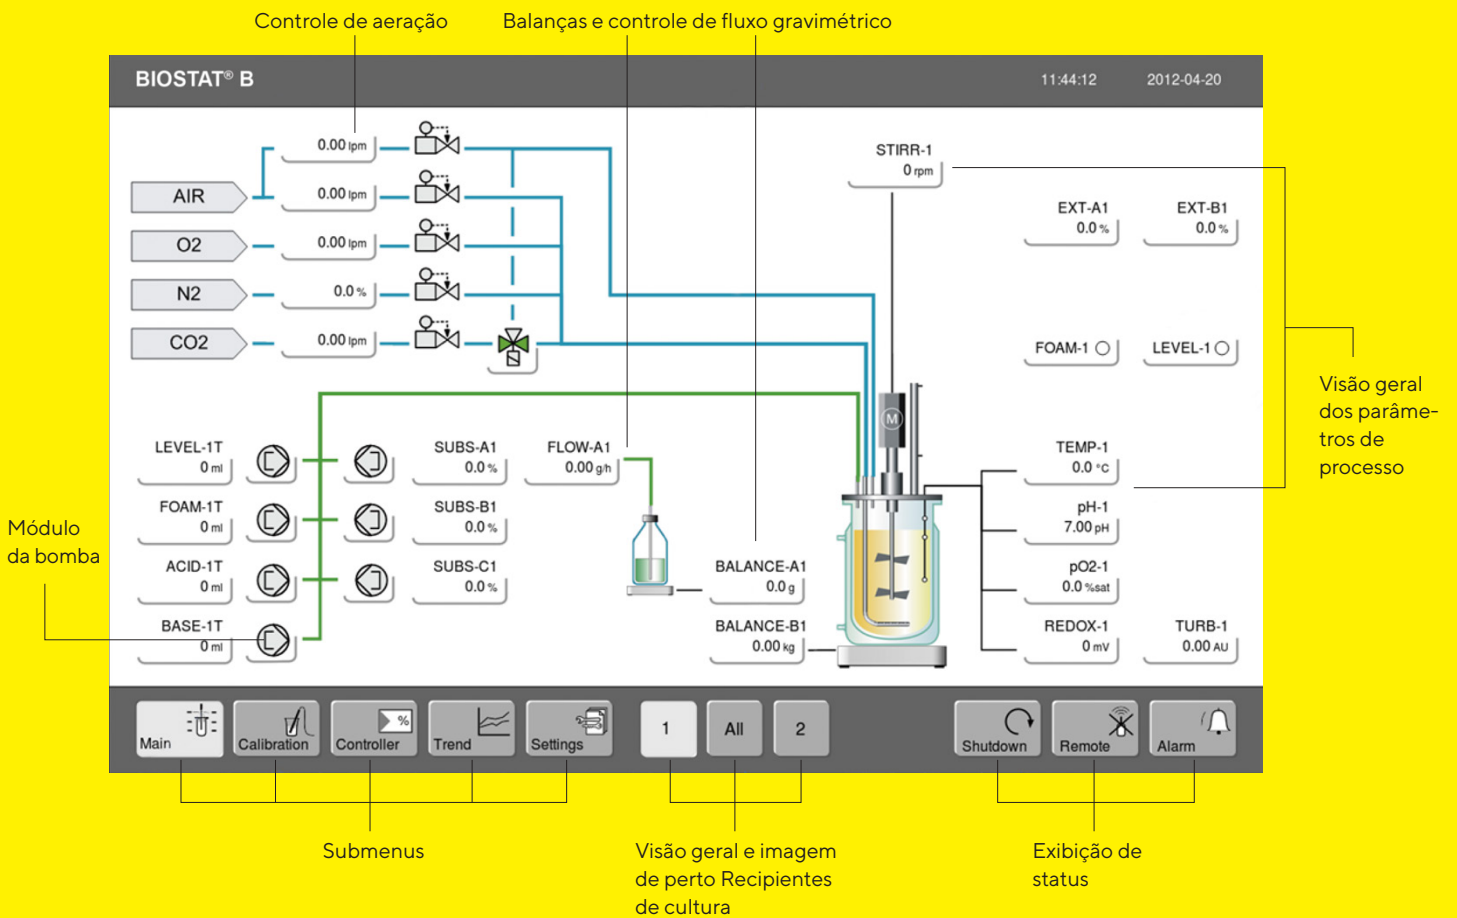 Controle de aeração
Balanças e controle de fluxo gravimétrico
BIOSTAT® B
11:44:12
2012-04-20
0.00 lpm
STIRR-1
0 rpm
AIR
0.00 lpm
EXT-A1
0.0 %
EXT-B1
0.0 %
O2
0.00 lpm
N2
0.0 %
CO2
0.00 lpm
FOAM-1
LEVEL-1
Visão geral
dos parâme-
tros de
processo
M
LEVEL-1T
0 ml
SUBS-A1
0.0 %
FLOW-A1
0.00 g/h
TEMP-1
0.0 °C
FOAM-1T
0 ml
SUBS-B1
0.0 %
pH-1
7.00 pH
Módulo
da bomba
ACID-1T
0 ml
SUBS-C1
0.0 %
BALANCE-A1
0.0 g
pO2-1
0.0 %sat
BASE-1T
0 ml
BALANCE-B1
0.00 kg
REDOX-1
0 mV
TURB-1
0.00 AU
Main
Calibration
%
Controller
Trend
Settings
1
All
2
Shutdown
Remote
Alarm
Submenus
Visão geral e imagem
de perto Recipientes
de cultura
Exibição de
status